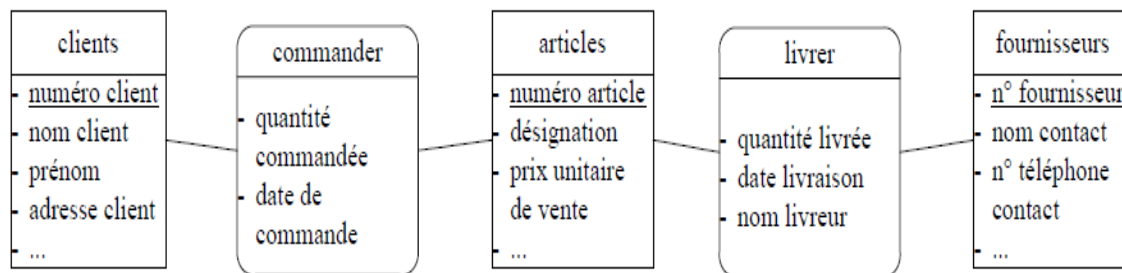 clients
- numéro client
- nom client
- prénom
- adresse client
- ...
commander
- quantité
commandée
- date de
commande
articles
- numéro article
- désignation
- prix unitaire
de vente
- ...
livrer
- quantité livrée
- date livraison
- nom livreur
fournisseurs
- n° fournisseur
- nom contact
- n° téléphone
contact
- ...